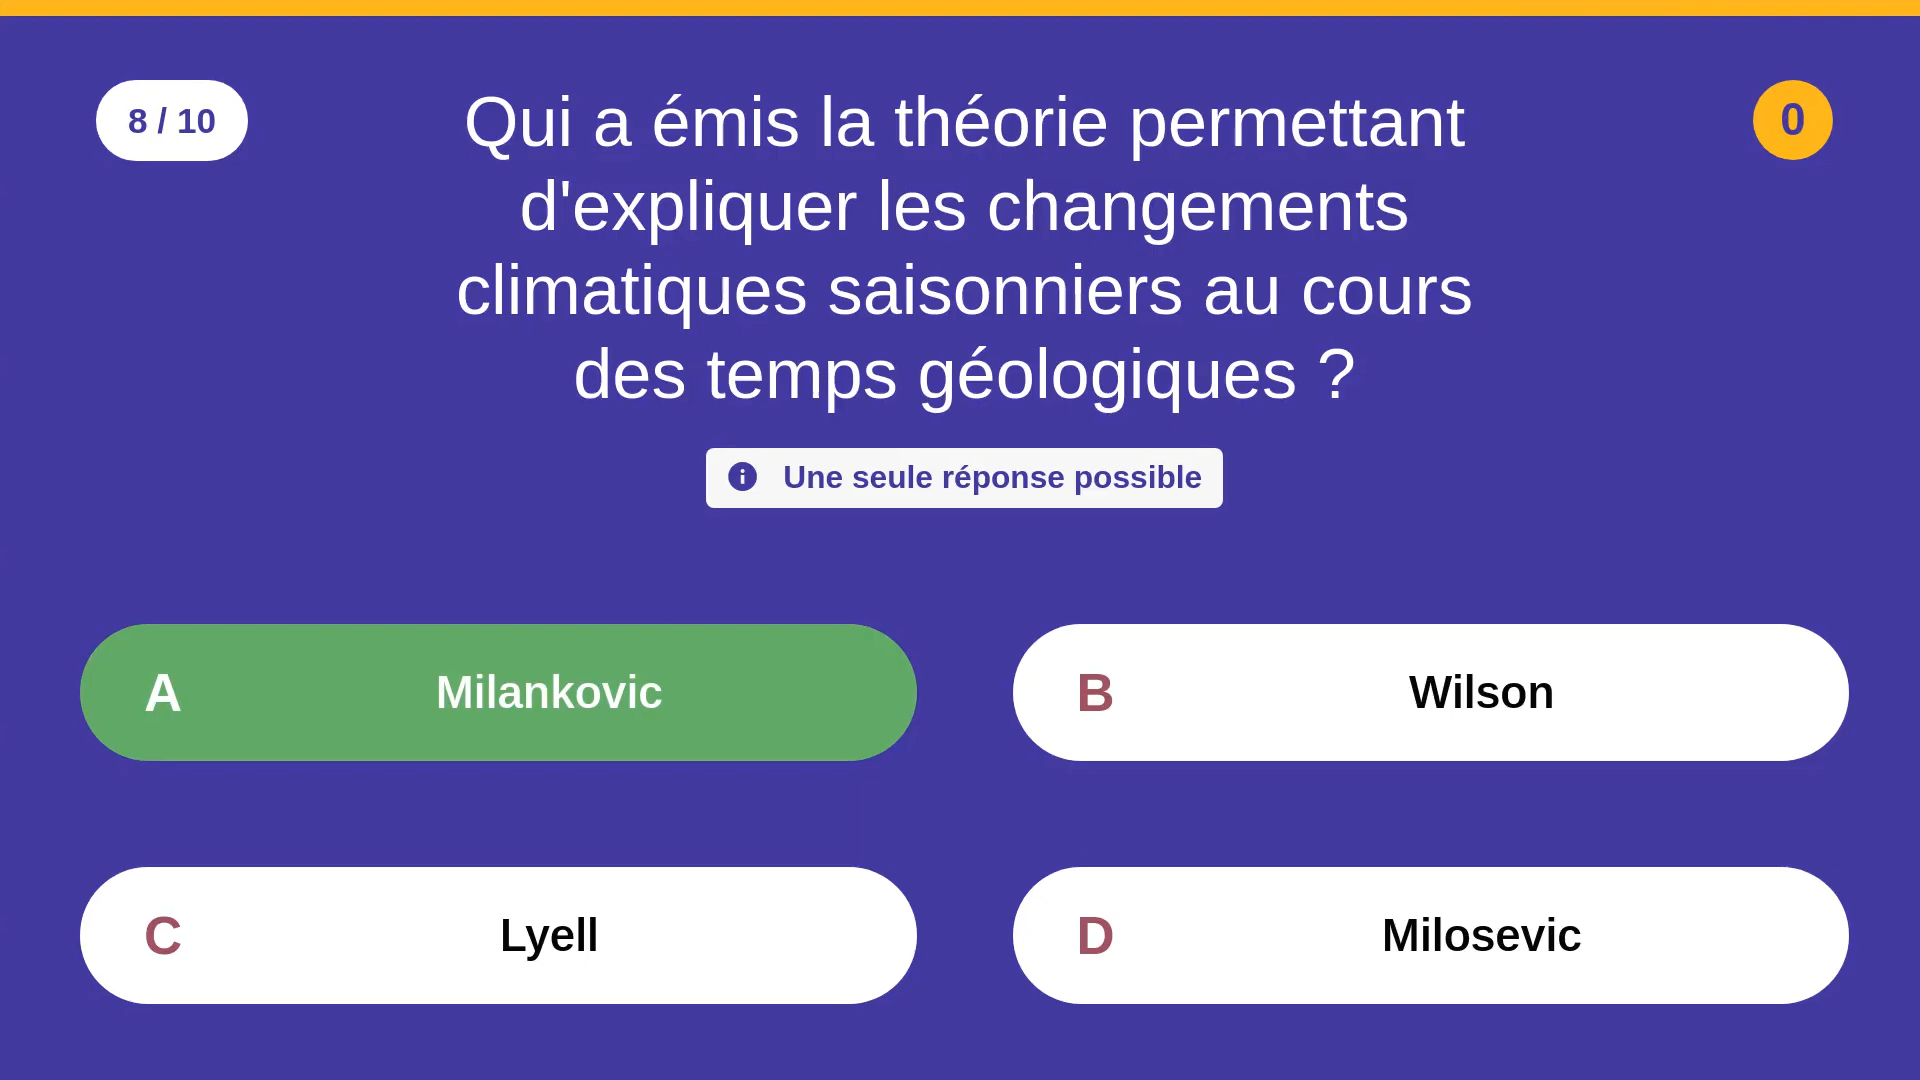 8 / 10
Qui a émis la théorie permettant
d'expliquer les changements
climatiques saisonniers au cours
des temps géologiques ?
0
Une seule réponse possible
A Milankovic
B Wilson
C Lyell
D Milosevic